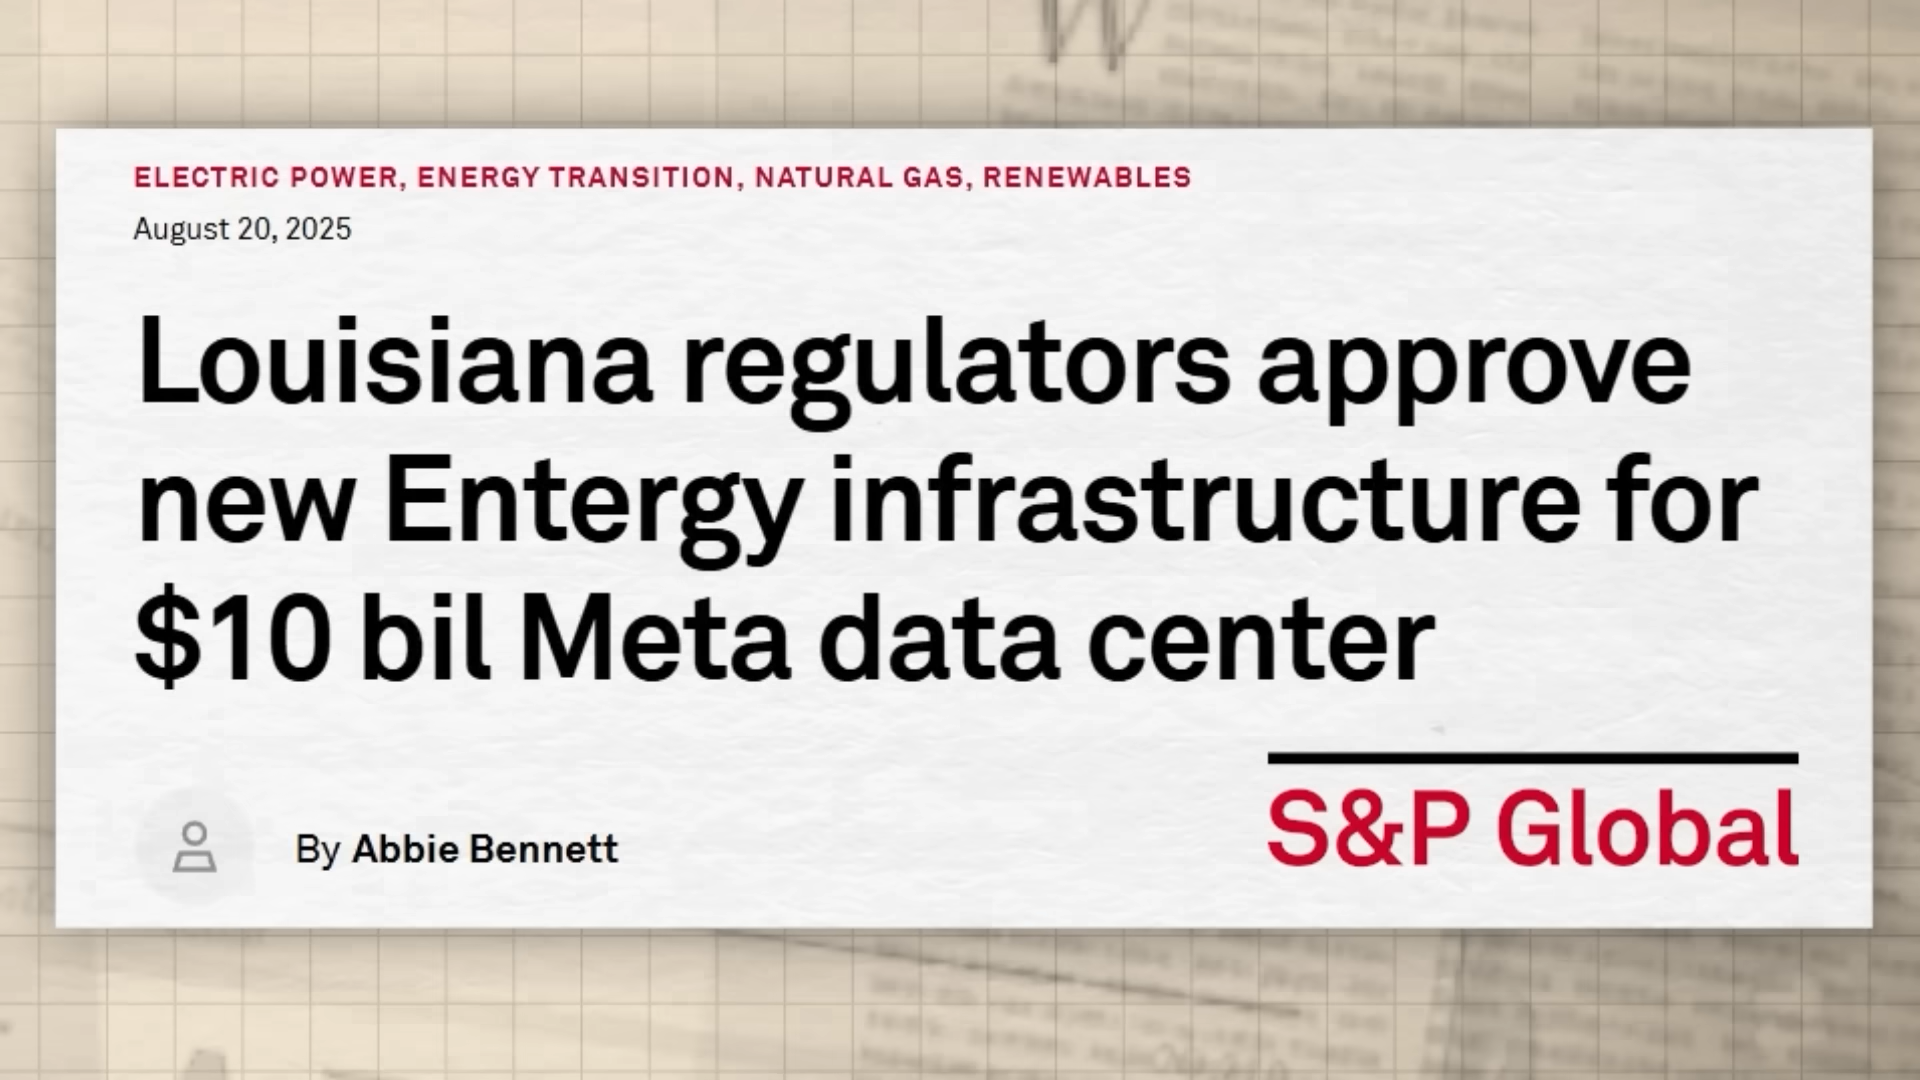 ELECTRIC POWER, ENERGY TRANSITION, NATURAL GAS, RENEWABLES
August 20, 2025
Louisiana regulators approve
new Entergy infrastructure for
$10 bil Meta data center
By Abbie Bennett
S&P Global